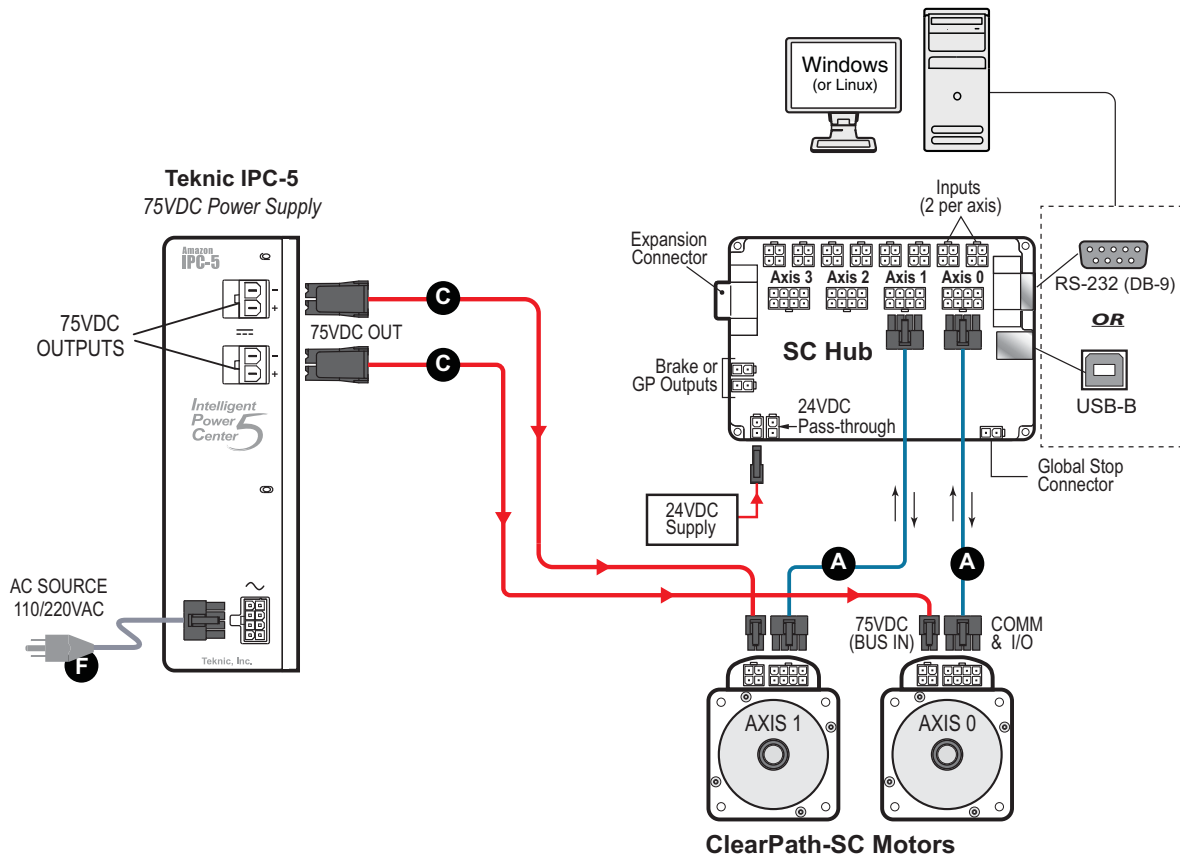 Windows
(or Linux)
Teknic IPC-5
75VDC Power Supply
Amazon
IPC-5
75VDC
OUTPUTS
-
+
-
+
75VDC OUT
C
C
Intelligent
Power
Center
5
AC SOURCE
110/220VAC
F
Teknic, Inc.
Inputs
(2 per axis)
Expansion
Connector
Axis 3
Axis 2
Axis 1
Axis 0
SC Hub
RS-232 (DB-9)
OR
USB-B
Brake or
GP Outputs
24VDC
Pass-through
Global Stop
Connector
24VDC
Supply
A
A
75VDC
(BUS IN)
COMM
& I/O
AXIS 1
AXIS 0
ClearPath-SC Motors